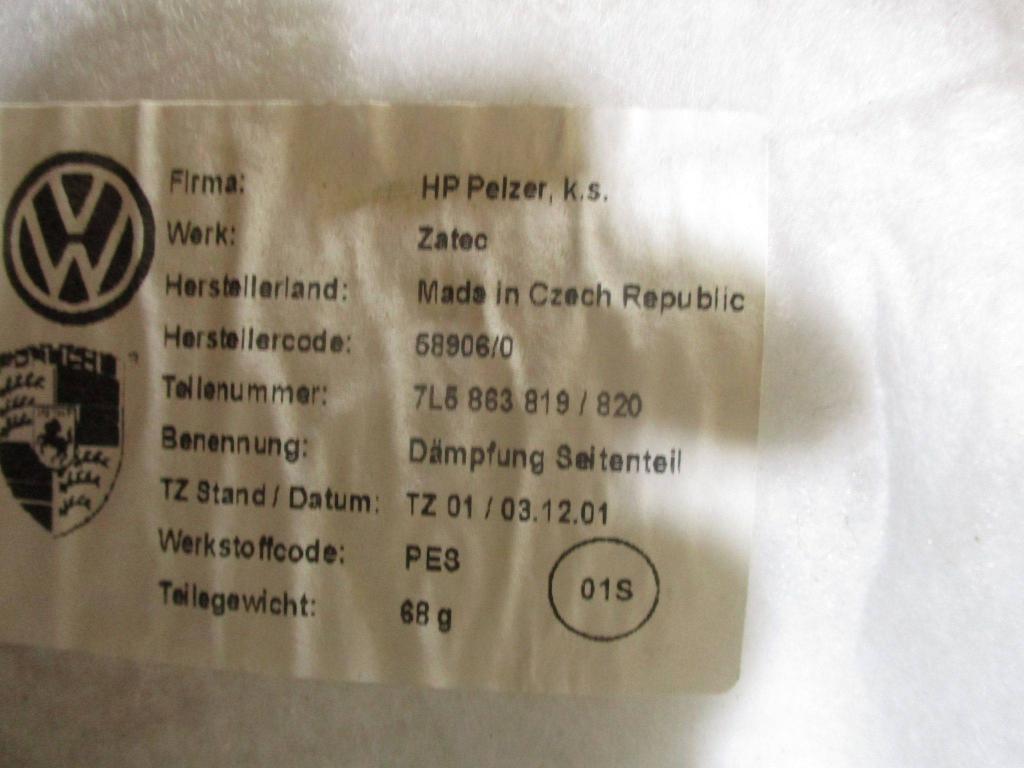 Firma: HP Pelzer, k.s.
Werk: Zatec
Herstellerland: Made in Czech Republic
Herstellercode: 58906/0
Teilenummer: 7L5 863 819 / 820
Benennung: Dämpfung Seitenteil
TZ Stand / Datum: TZ 01 / 03.12.01
Werkstoffcode: PES
Teilegewicht: 68 g
01S